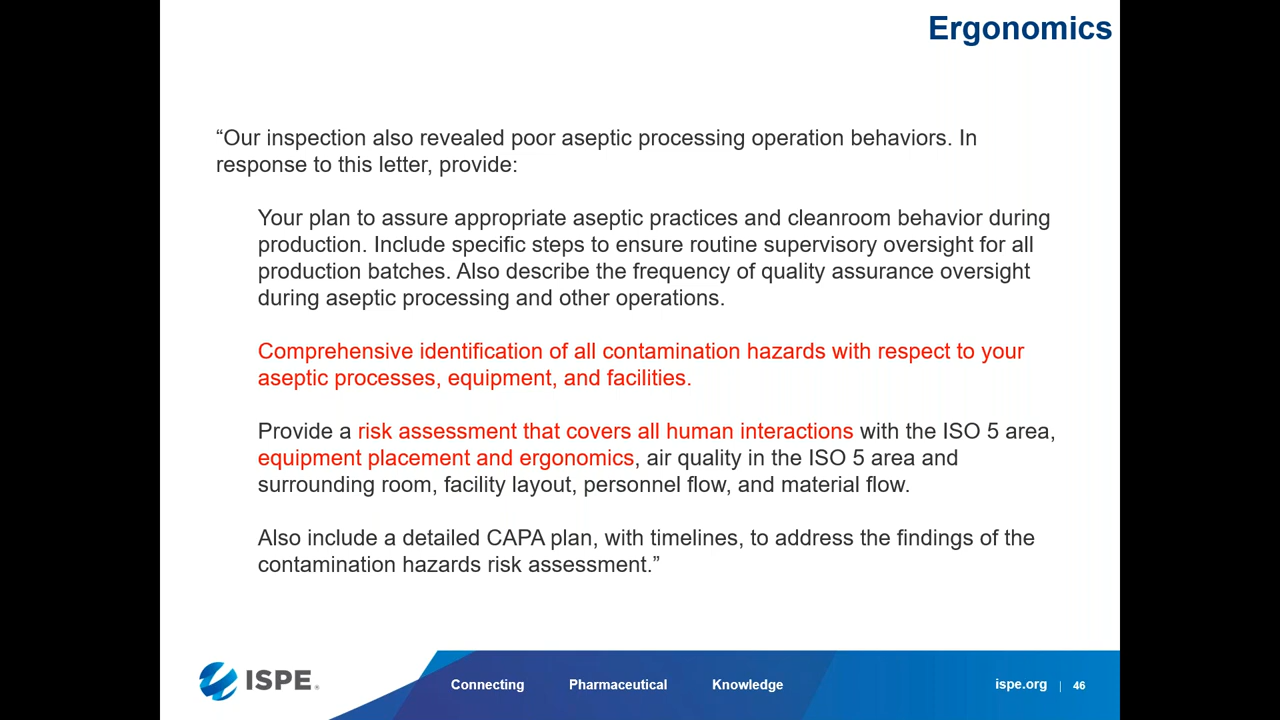 Ergonomics
“Our inspection also revealed poor aseptic processing operation behaviors. In
response to this letter, provide:
Your plan to assure appropriate aseptic practices and cleanroom behavior during
production. Include specific steps to ensure routine supervisory oversight for all
production batches. Also describe the frequency of quality assurance oversight
during aseptic processing and other operations.
Comprehensive identification of all contamination hazards with respect to your
aseptic processes, equipment, and facilities.
Provide a risk assessment that covers all human interactions with the ISO 5 area,
equipment placement and ergonomics, air quality in the ISO 5 area and
surrounding room, facility layout, personnel flow, and material flow.
Also include a detailed CAPA plan, with timelines, to address the findings of the
contamination hazards risk assessment.”
ISPE®
Connecting Pharmaceutical Knowledge
ispe.org | 46